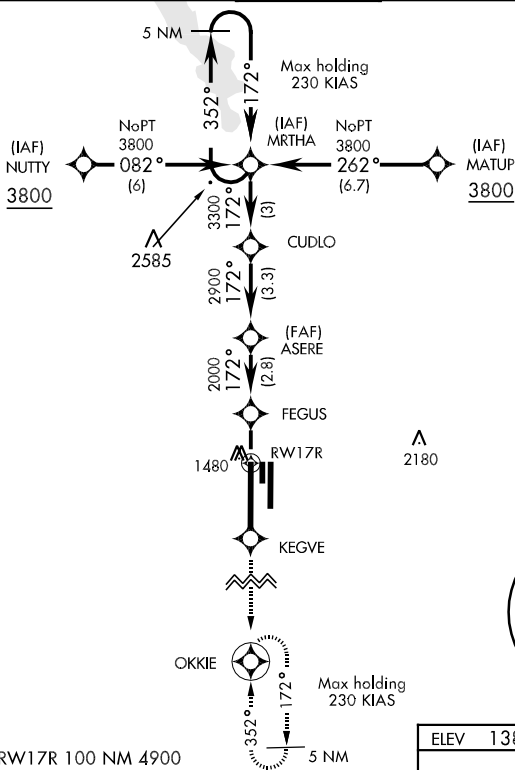 5 NM
352°
172°
Max holding
230 KIAS
(IAF)
NUTTY
3800
NoPT
3800
082°
(6)
(IAF)
MRTHA
NoPT
3800
262°
(6.7)
(IAF)
MATUP
3800
2585
3300
172°
(3)
CUDLO
2900
172°
(3.3)
(FAF)
ASERE
2000
172°
(2.8)
FEGUS
1480
RW17R
2180
KEGVE
OKKIE
352°
172°
Max holding
230 KIAS
5 NM
RW17R 100 NM 4900
ELEV 138